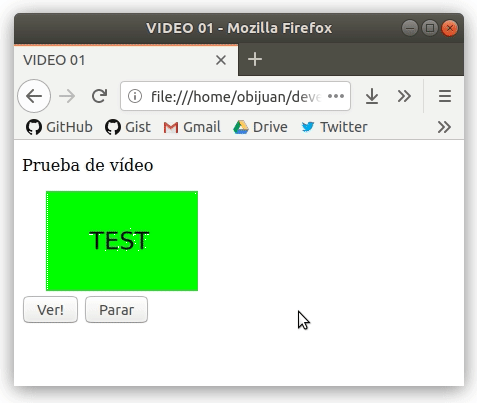 VIDEO 01 - Mozilla Firefox
VIDEO 01
file:///home/obijuan/deve
GitHub Gist Gmail Drive Twitter
Prueba de vídeo
TEST
Ver! Parar